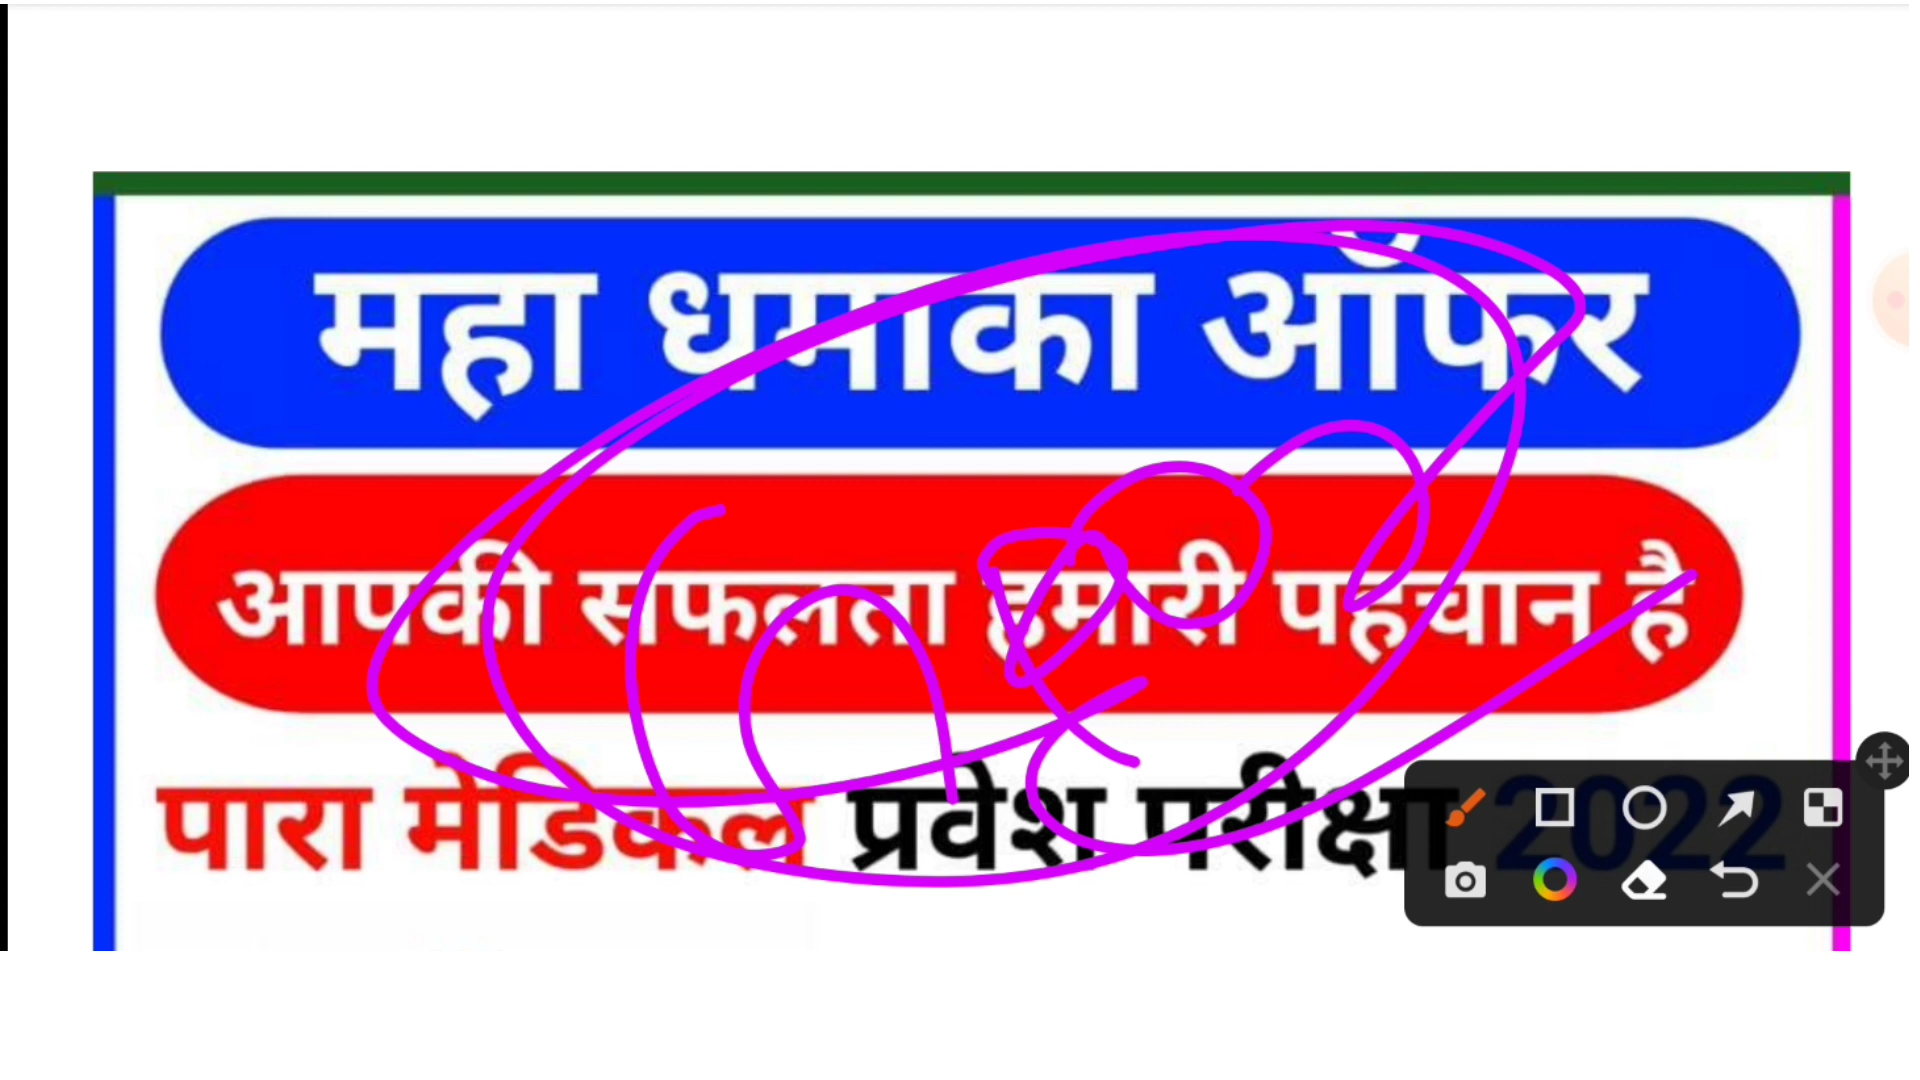 महा धमाका ऑफर
आपकी सफलता हमारी पहचान है
पारा मेडिकल प्रवेश परीक्षा 2022